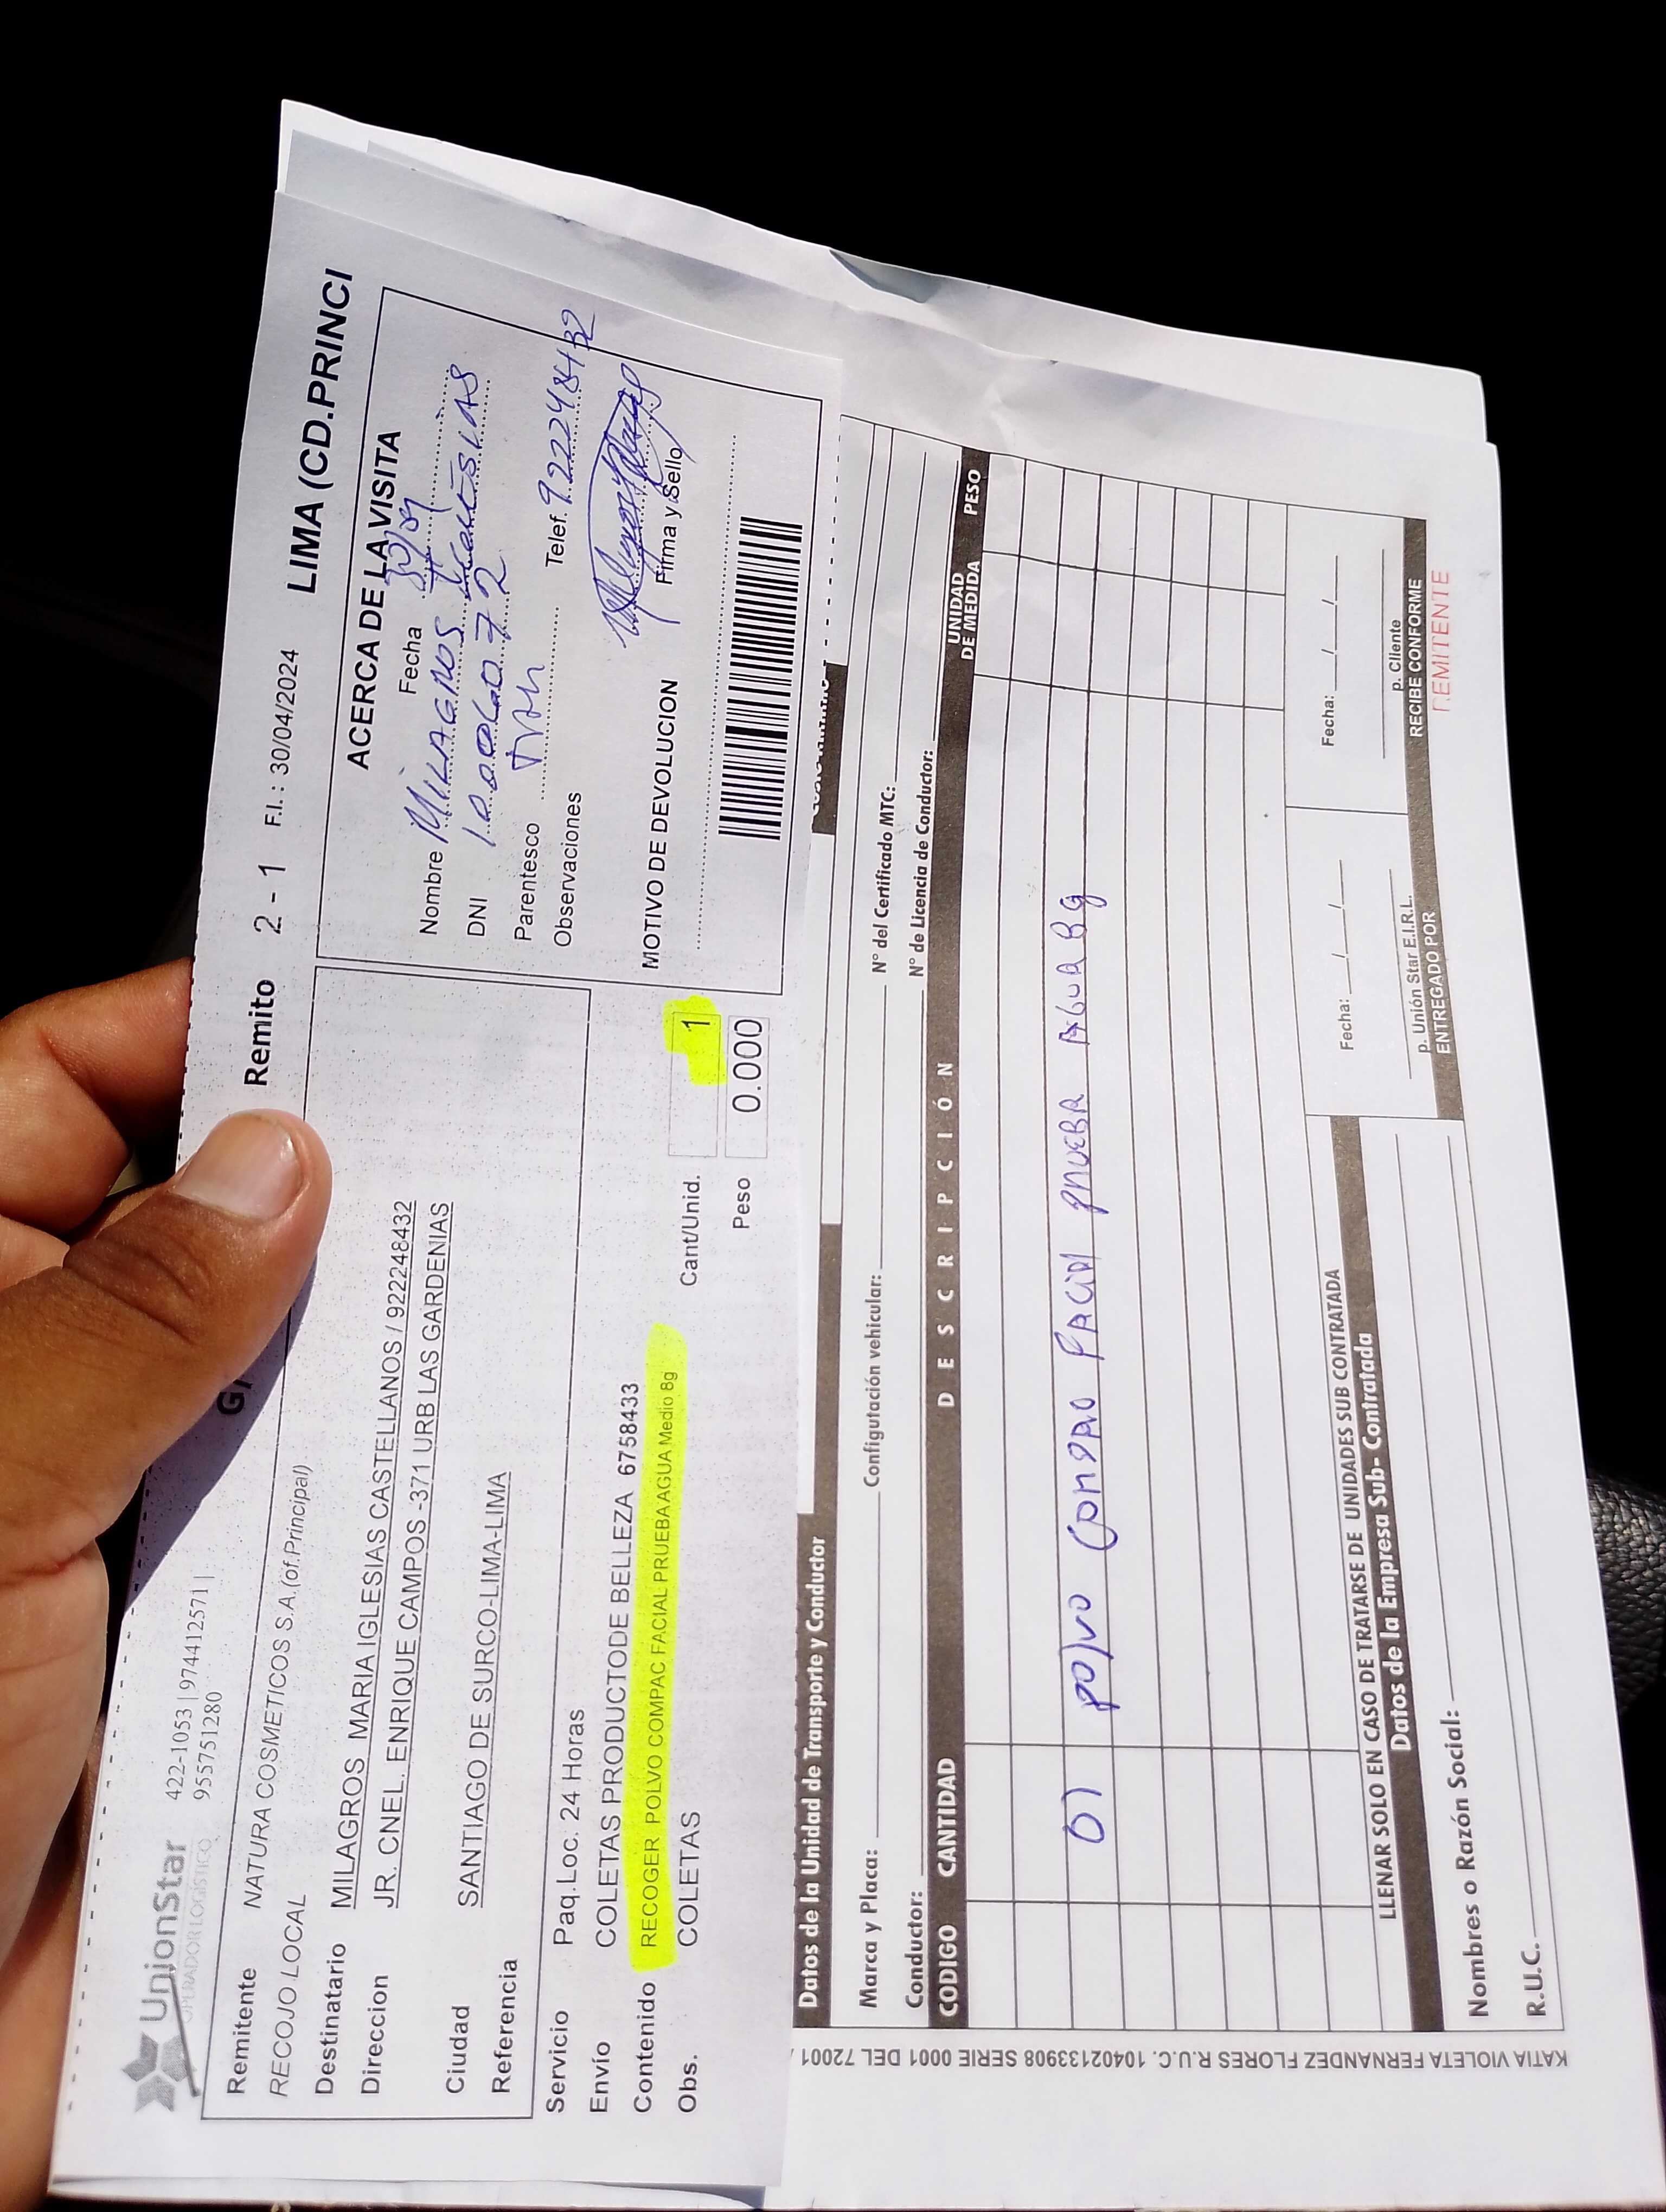 UnionStar
OPERADOR LOGÍSTICO
422-1053 | 974412571 |
955751280
G
Remito 2 - 1 F.I. : 30/04/2024 LIMA (CD.PRINCI
Remitente NATURA COSMETICOS S.A.(of.Principal)
RECOJO LOCAL
Destinatario MILAGROS MARIA IGLESIAS CASTELLANOS / 922248432
Direccion JR. CNEL. ENRIQUE CAMPOS -371 URB LAS GARDENIAS
Ciudad SANTIAGO DE SURCO-LIMA-LIMA
Referencia
Servicio Paq.Loc. 24 Horas
Envío COLETAS PRODUCTODE BELLEZA 6758433
Contenido RECOGER POLVO COMPAC FACIAL PRUEBAAGUA Medio 8g
Obs. COLETAS
Cant/Unid. 1
Peso 0.000
ACERCA DE LA VISITA
Fecha 30/04
Nombre MILAGROS IGLESIAS
DNI
Parentesco
Observaciones Telef. 922248432
Firma y Sello
MOTIVO DE DEVOLUCION
Datos de la Unidad de Transporte y Conductor
Marca y Placa: Configutación vehicular: N° del Certificado MTC:
Conductor: N° de Licencia de Conductor:
CODIGO CANTIDAD DESCRIPCIÓN UNIDAD DE MEDIDA PESO
01 polvo compac FACIAL PRUEBA AGUA 8g
LLENAR SOLO EN CASO DE TRATARSE DE UNIDADES SUB CONTRATADA
Datos de la Empresa Sub- Contratada
Nombres o Razón Social:
R.U.C.
Fecha: / /
p. Unión Star E.I.R.L.
ENTREGADO POR
Fecha: / /
p. Cliente
RECIBE CONFORME
REMITENTE
KATIA VIOLETA FERNANDEZ FLORES R.U.C. 10402133908 SERIE 0001 DEL 72001